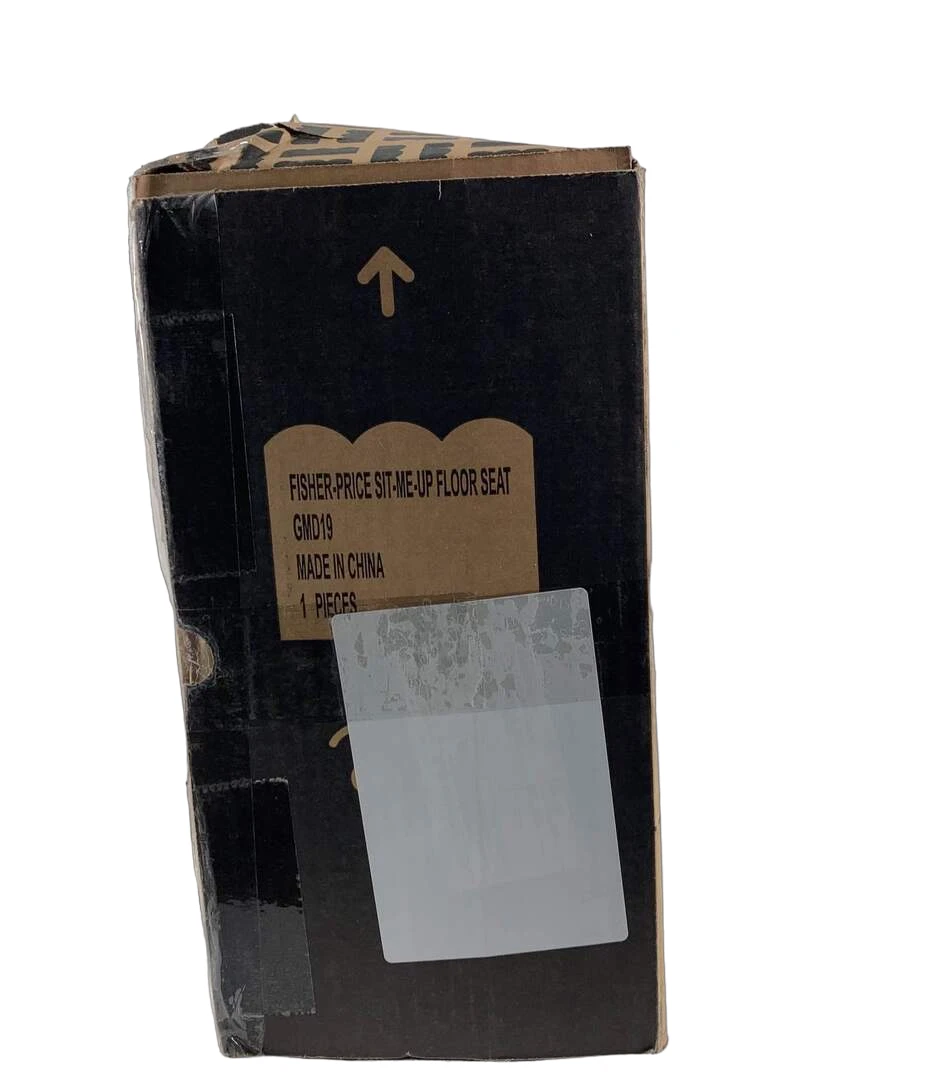 FISHER-PRICE SIT-ME-UP FLOOR SEAT
GMD19
MADE IN CHINA
1 PIECES